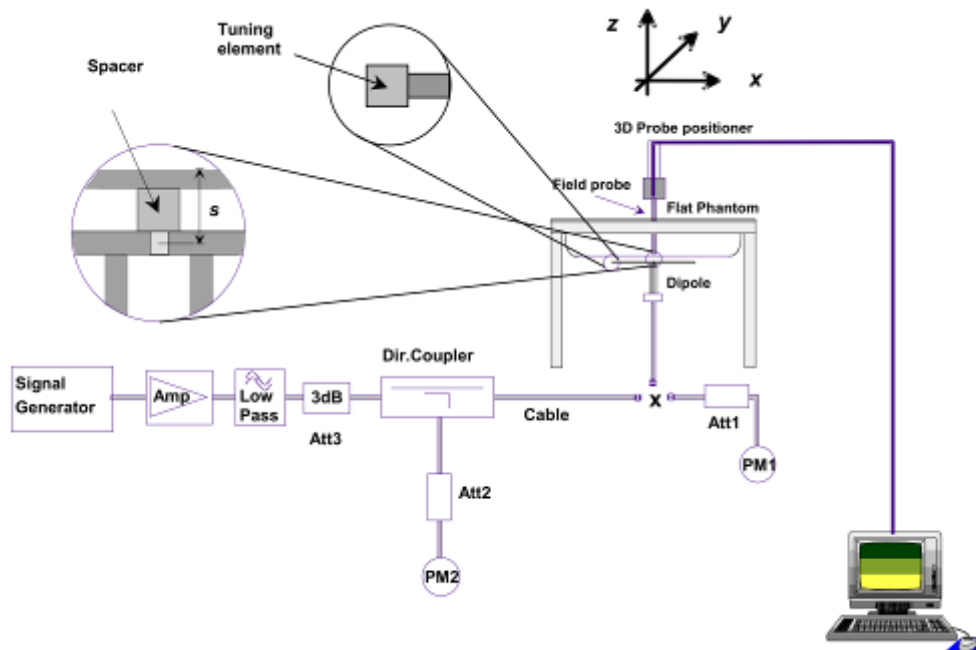 Tuning
element
Spacer
z
y
x
3D Probe positioner
Field probe
Flat Phantom
s
Dipole
Dir.Coupler
Signal
Generator
Amp
Low
Pass
3dB
Att3
Cable
x
Att1
PM1
Att2
PM2